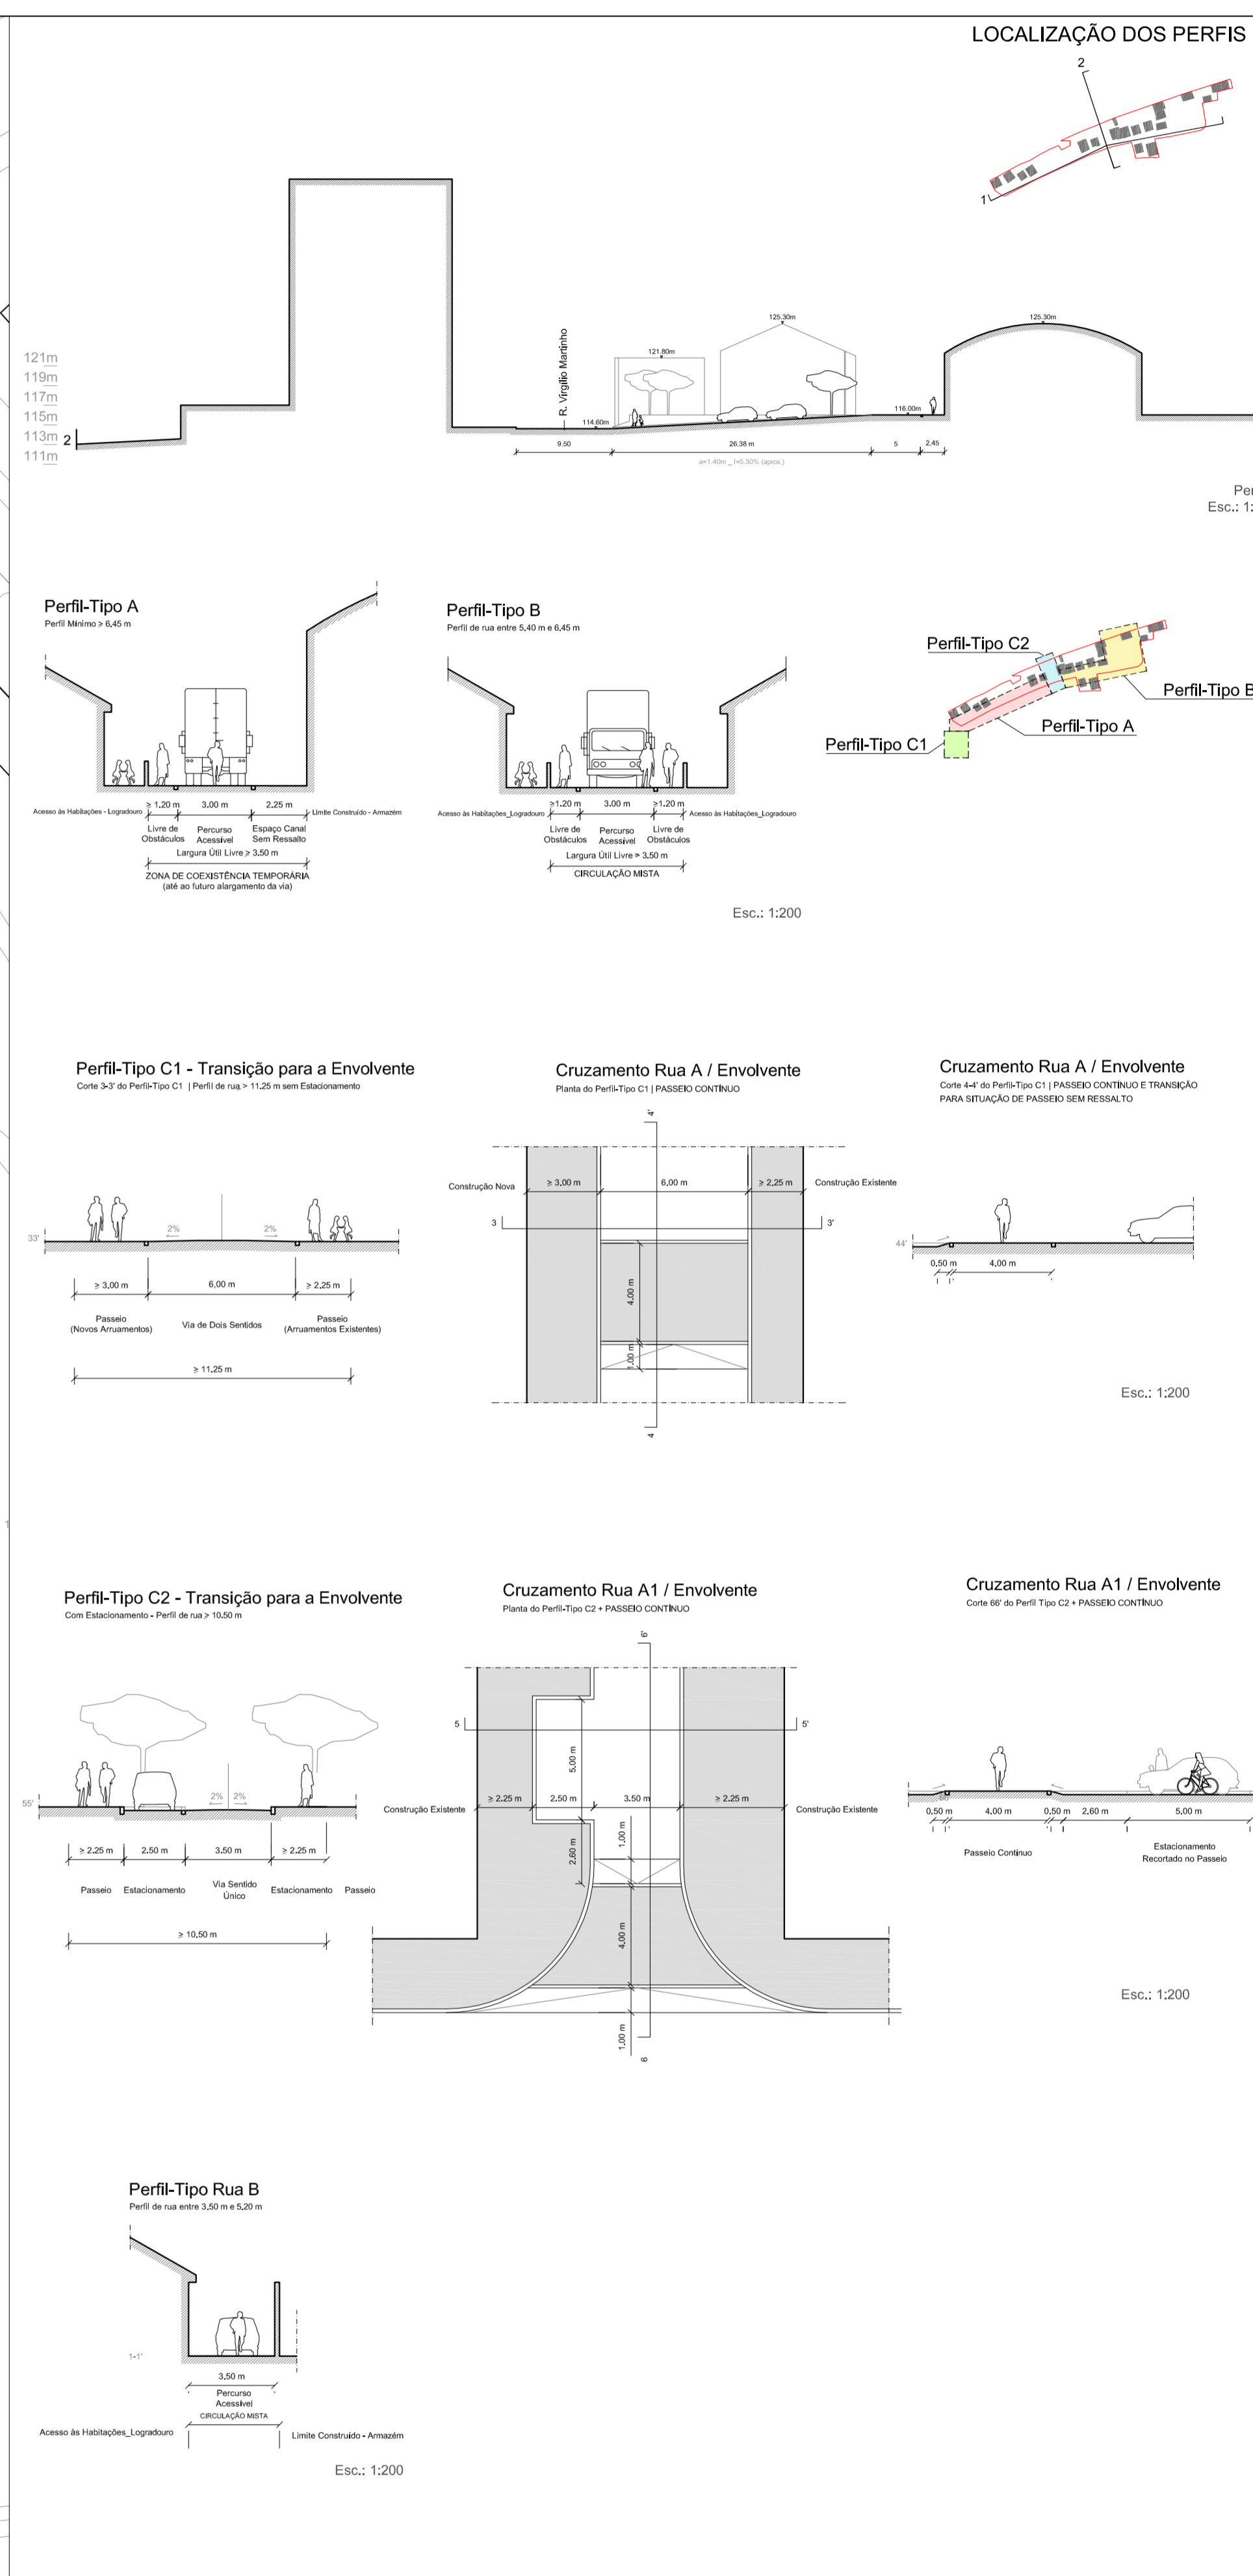 LOCALIZAÇÃO DOS PERFIS
2
1
125.30m
125.30m
R. Virgílio Martinho
121.80m
121m
119m
117m
115m
113m
111m
2
114.60m
116.00m
9.50
26.38 m
5
2,45
a=1.40m _ I=5.30% (aprox.)
Esc.: 1:
Perfil-Tipo A
Perfil Mínimo ≥ 6,45 m
Acesso às Habitações - Logradouro
≥ 1.20 m
3.00 m
2.25 m
Limite Construído - Armazém
Livre de
Obstáculos
Percurso
Acessível
Espaço Canal
Sem Ressalto
Largura Útil Livre ≥ 3.50 m
ZONA DE COEXISTÊNCIA TEMPORÁRIA
(até ao futuro alargamento da via)
Perfil-Tipo B
Perfil de rua entre 5,40 m e 6,45 m
Acesso às Habitações_Logradouro
≥1.20 m
3.00 m
≥1.20 m
Acesso às Habitações_Logradouro
Livre de
Obstáculos
Percurso
Acessível
Livre de
Obstáculos
Largura Útil Livre ≥ 3.50 m
CIRCULAÇÃO MISTA
Esc.: 1:200
Perfil-Tipo C2
Perfil-Tipo B
Perfil-Tipo A
Perfil-Tipo C1
Perfil-Tipo C1 - Transição para a Envolvente
Corte 3-3' do Perfil-Tipo C1 | Perfil de rua > 11.25 m sem Estacionamento
33'
2%
2%
≥ 3,00 m
6,00 m
≥ 2,25 m
Passeio
(Novos Arruamentos)
Via de Dois Sentidos
Passeio
(Arruamentos Existentes)
≥ 11,25 m
Cruzamento Rua A / Envolvente
Planta do Perfil-Tipo C1 | PASSEIO CONTÍNUO
4'
Construção Nova
≥ 3,00 m
6,00 m
≥ 2,25 m
Construção Existente
3
3'
4.00 m
1.00 m
4
Cruzamento Rua A / Envolvente
Corte 4-4' do Perfil-Tipo C1 | PASSEIO CONTÍNUO E TRANSIÇÃO
PARA SITUAÇÃO DE PASSEIO SEM RESSALTO
44'
0,50 m
4,00 m
Esc.: 1:200
Perfil-Tipo C2 - Transição para a Envolvente
Com Estacionamento - Perfil de rua ≥ 10.50 m
55'
2%
2%
≥ 2.25 m
2.50 m
3.50 m
≥ 2.25 m
Passeio
Estacionamento
Via Sentido
Único
Estacionamento
Passeio
≥ 10,50 m
Cruzamento Rua A1 / Envolvente
Planta do Perfil-Tipo C2 + PASSEIO CONTÍNUO
6'
5
5'
5,00 m
Construção Existente
≥ 2.25 m
2.50 m
3.50 m
≥ 2.25 m
Construção Existente
2.60 m
1.00 m
4.00 m
1.00 m
6
Cruzamento Rua A1 / Envolvente
Corte 66' do Perfil Tipo C2 + PASSEIO CONTÍNUO
0.50 m
4.00 m
0.50 m
2.60 m
5.00 m
Passeio Contínuo
Estacionamento
Recortado no Passeio
Esc.: 1:200
Perfil-Tipo Rua B
Perfil de rua entre 3,50 m e 5,20 m
1-1'
3,50 m
Percurso
Acessível
CIRCULAÇÃO MISTA
Acesso às Habitações_Logradouro
Limite Construído - Armazém
Esc.: 1:200